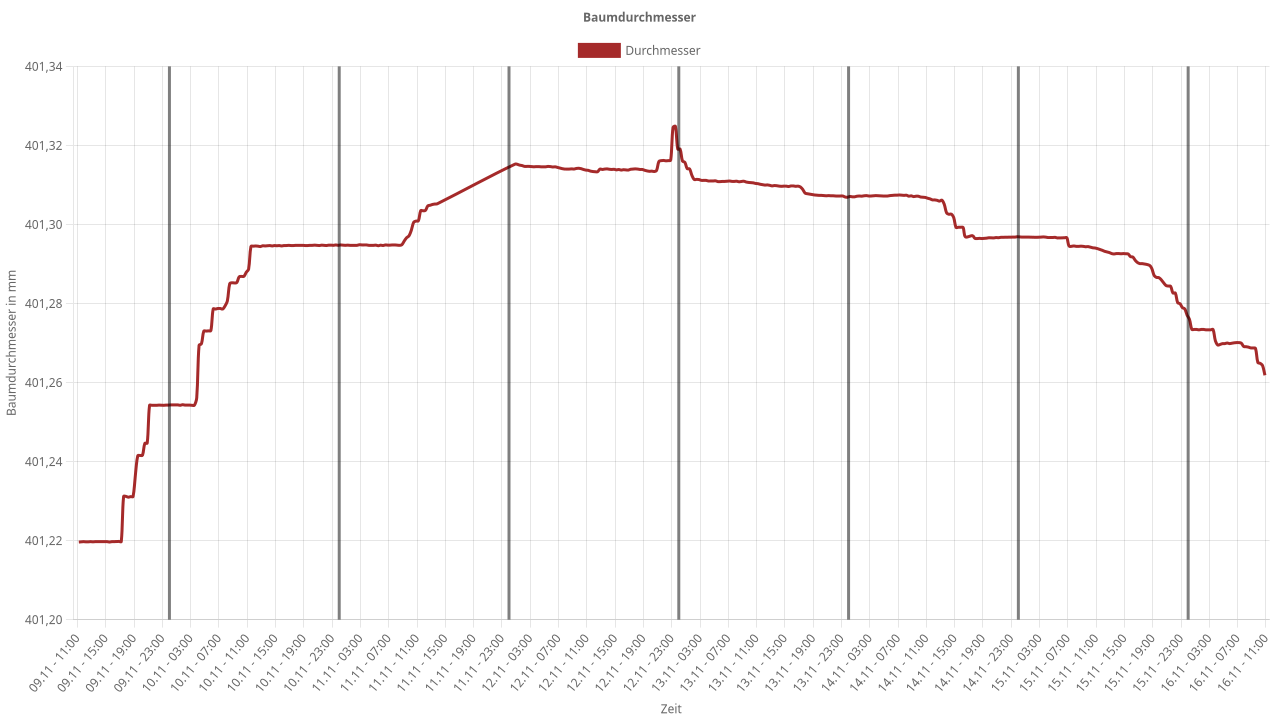 Baumdurchmesser
Durchmesser
401,34
401,32
401,30
401,28
401,26
401,24
401,22
401,20
Baumdurchmesser in mm
09.11 - 11:00
09.11 - 15:00
09.11 - 19:00
09.11 - 23:00
10.11 - 03:00
10.11 - 07:00
10.11 - 11:00
10.11 - 15:00
10.11 - 19:00
10.11 - 23:00
11.11 - 03:00
11.11 - 07:00
11.11 - 11:00
11.11 - 15:00
11.11 - 19:00
11.11 - 23:00
12.11 - 03:00
12.11 - 07:00
12.11 - 11:00
12.11 - 15:00
12.11 - 19:00
12.11 - 23:00
13.11 - 03:00
13.11 - 07:00
13.11 - 11:00
13.11 - 15:00
13.11 - 19:00
13.11 - 23:00
14.11 - 03:00
14.11 - 07:00
14.11 - 11:00
14.11 - 15:00
14.11 - 19:00
14.11 - 23:00
15.11 - 03:00
15.11 - 07:00
15.11 - 11:00
15.11 - 15:00
15.11 - 19:00
15.11 - 23:00
16.11 - 03:00
16.11 - 07:00
16.11 - 11:00
Zeit